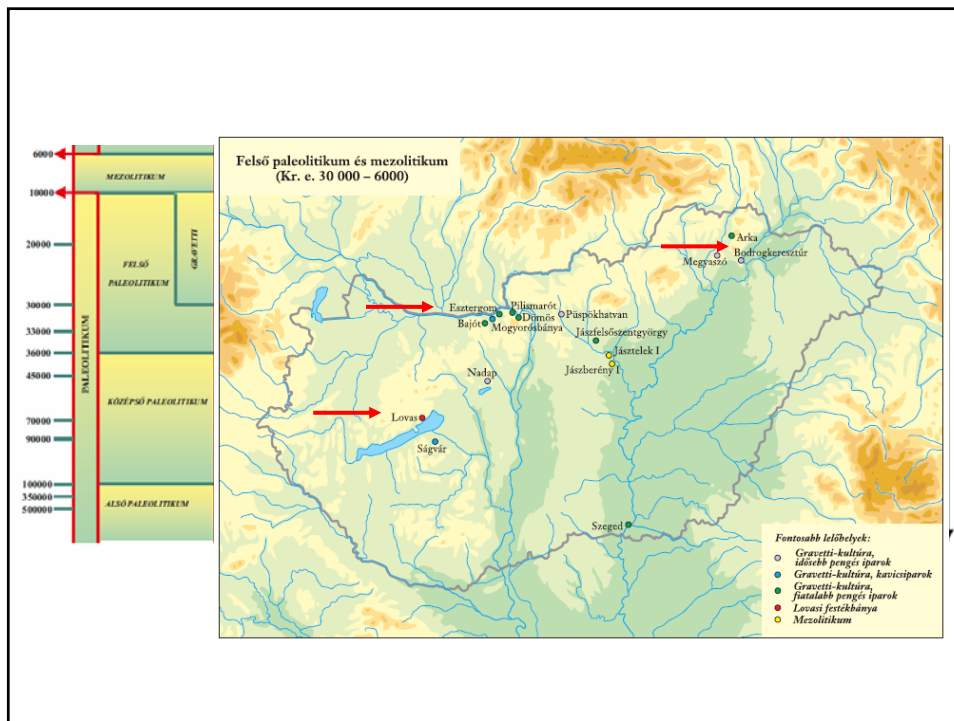 6000
MEZOLITIKUM
10000
20000
FELSŐ
PALEOLITIKUM
GRAVETTI
30000
33000
PALEOLITIKUM
36000
45000
KÖZÉPSŐ PALEOLITIKUM
70000
90000
100000
350000
500000
ALSÓ PALEOLITIKUM
Felső paleolitikum és mezolitikum
(Kr. e. 30 000 – 6000)
Arka
Megyaszó
Bodrogkeresztúr
Esztergom
Pilismarót
Dömös
Püspökhatvan
Bajót
Mogyorósbánya
Jászfelsőszentgyörgy
Jásztelek I
Jászberény I
Nadap
Lovas
Ságvár
Szeged
Fontosabb lelőhelyek:
Gravetti-kultúra,
idősebb pengés iparok
Gravetti-kultúra, kavicsiparok
Gravetti-kultúra,
fiatalabb pengés iparok
Lovasi festékbánya
Mezolitikum